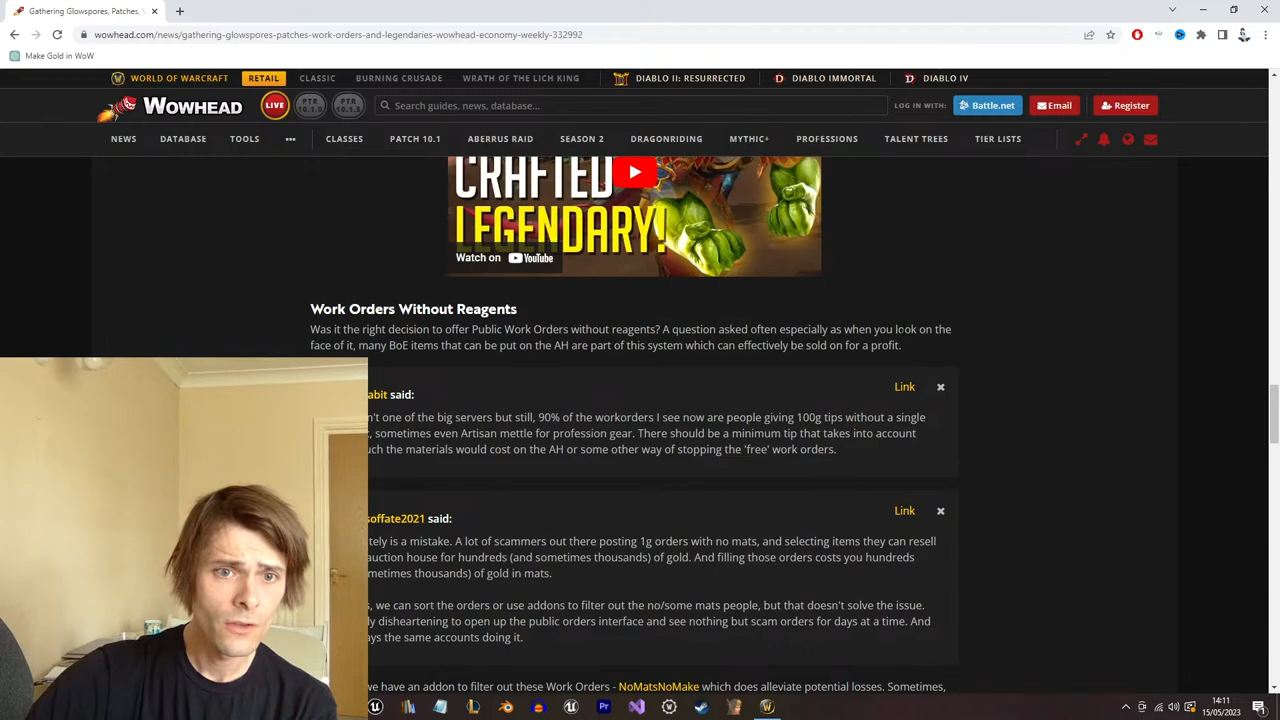 Gathering Glowspores, Patches,
wowhead.com/news/gathering-glowspores-patches-work-orders-and-legendaries-wowhead-economy-weekly-332992
Make Gold in WoW
WORLD OF WARCRAFT RETAIL CLASSIC BURNING CRUSADE WRATH OF THE LICH KING DIABLO II: RESURRECTED DIABLO IMMORTAL DIABLO IV
WOWHEAD LIVE PTR PTR Search guides, news, database... LOG IN WITH: Battle.net Email Register
NEWS DATABASE TOOLS ••• CLASSES PATCH 10.1 ABERRUS RAID SEASON 2 DRAGONRIDING MYTHIC+ PROFESSIONS TALENT TREES TIER LISTS
CRAFTED
LEGENDARY!
Watch on YouTube
Work Orders Without Reagents
Was it the right decision to offer Public Work Orders without reagents? A question asked often especially as when you look on the
face of it, many BoE items that can be put on the AH are part of this system which can effectively be sold on for a profit.
abit said: Link
n't one of the big servers but still, 90% of the workorders I see now are people giving 100g tips without a single
t, sometimes even Artisan mettle for profession gear. There should be a minimum tip that takes into account
uch the materials would cost on the AH or some other way of stopping the 'free' work orders.
soffate2021 said: Link
tely is a mistake. A lot of scammers out there posting 1g orders with no mats, and selecting items they can resell
auction house for hundreds (and sometimes thousands) of gold. And filling those orders costs you hundreds
metimes thousands) of gold in mats.
s, we can sort the orders or use addons to filter out the no/some mats people, but that doesn't solve the issue.
ly disheartening to open up the public orders interface and see nothing but scam orders for days at a time. And
ays the same accounts doing it.
we have an addon to filter out these Work Orders - NoMatsNoMake which does alleviate potential losses. Sometimes,
14:11
15/05/2023